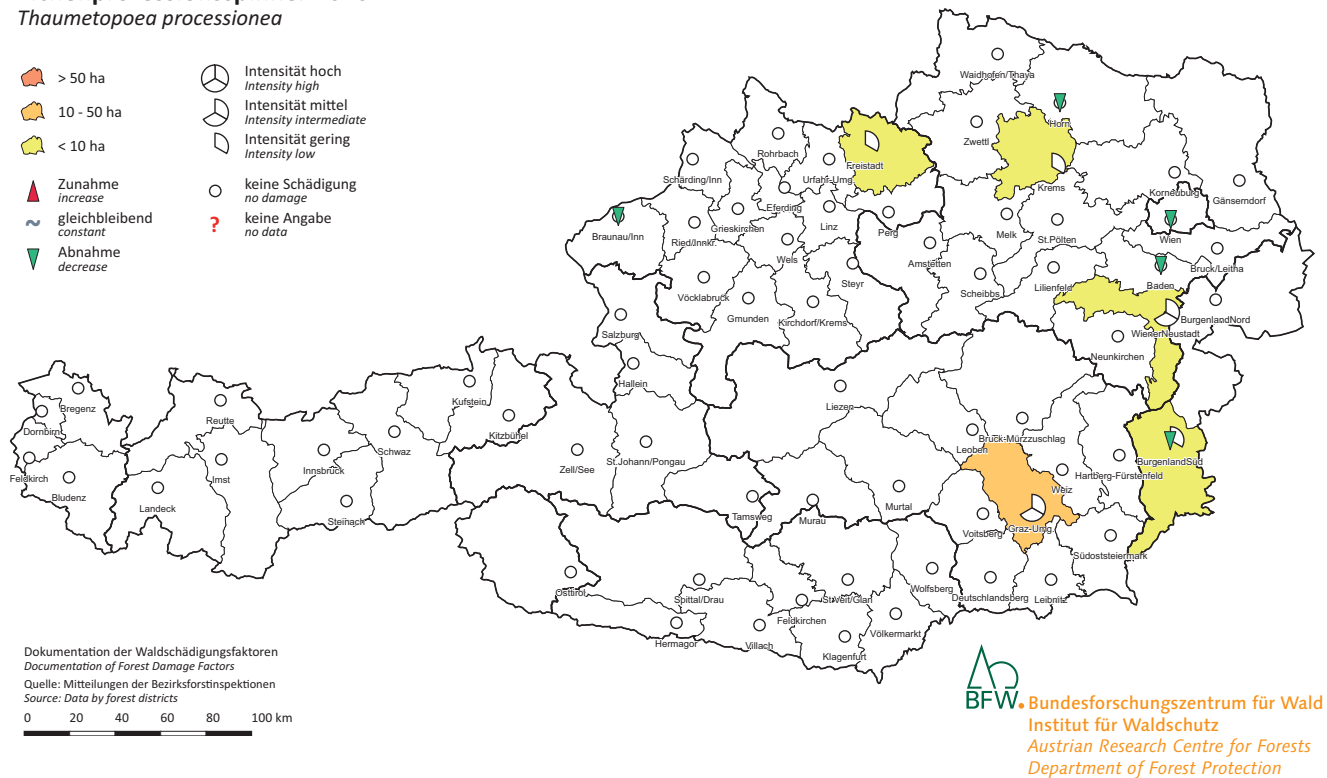 Thaumetopoea processionea
> 50 ha
10 - 50 ha
< 10 ha
Zunahme
increase
~ gleichbleibend
constant
Abnahme
decrease
Intensität hoch
Intensity high
Intensität mittel
Intensity intermediate
Intensität gering
Intensity low
keine Schädigung
no damage
? keine Angabe
no data
Waidhofen/Thaya
Horn
Zwettl
Krems
Rohrbach
Urfahr-Umg.
Freistadt
Schärding/Inn
Korneuburg
Gänserndorf
Eferding
Grieskirchen
Linz
Perg
Melk
St.Pölten
Wien
Braunau/Inn
Ried/Innkr.
Wels
Amstetten
Bruck/Leitha
Steyr
Scheibbs
Lilienfeld
Baden
Vöcklabruck
Gmunden
Kirchdorf/Krems
BurgenlandNord
Salzburg
WienerNeustadt
Neunkirchen
Hallein
Bregenz
Kufstein
Liezen
Reutte
Dornbirn
Kitzbühel
Bruck-Mürzzuschlag
Leoben
Schwaz
Innsbruck
Zell/See
St.Johann/Pongau
BurgenlandSüd
Hartberg-Fürstenfeld
Feldkirch
Imst
Weiz
Bludenz
Landeck
Steinach
Tamsweg
Murau
Murtal
Graz-Umg.
Voitsberg
Südoststeiermark
Osttirol
Spittal/Drau
St.Veit/Glan
Wolfsberg
Deutschlandsberg
Leibnitz
Feldkirchen
Hermagor
Villach
Völkermarkt
Klagenfurt
Dokumentation der Waldschädigungsfaktoren
Documentation of Forest Damage Factors
Quelle: Mitteilungen der Bezirksforstinspektionen
Source: Data by forest districts
0 20 40 60 80 100 km
BFW
Bundesforschungszentrum für Wald
Institut für Waldschutz
Austrian Research Centre for Forests
Department of Forest Protection